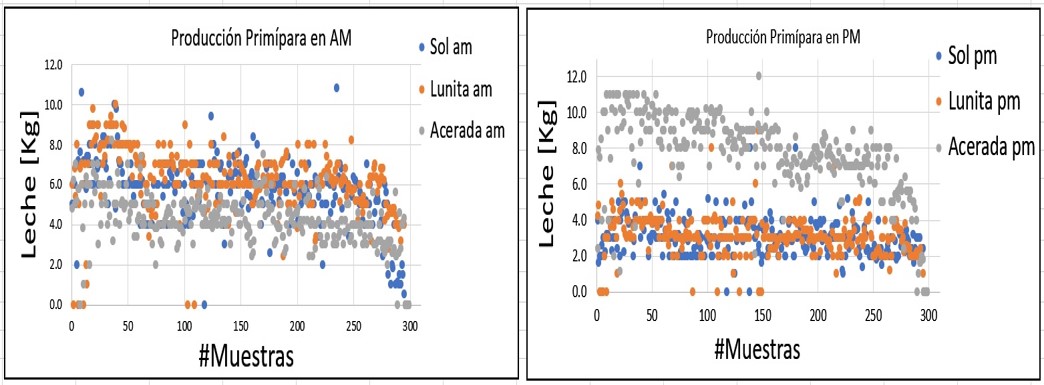 Producción Primípara en AM
Sol am
Lunita am
Acerada am
Leche [Kg]
12.0
10.0
8.0
6.0
4.0
2.0
0.0
0 50 100 150 200 250 300
#Muestras
Producción Primípara en PM
Sol pm
Lunita pm
Acerada pm
Leche [Kg]
12.0
10.0
8.0
6.0
4.0
2.0
0.0
0 50 100 150 200 250 300
#Muestras